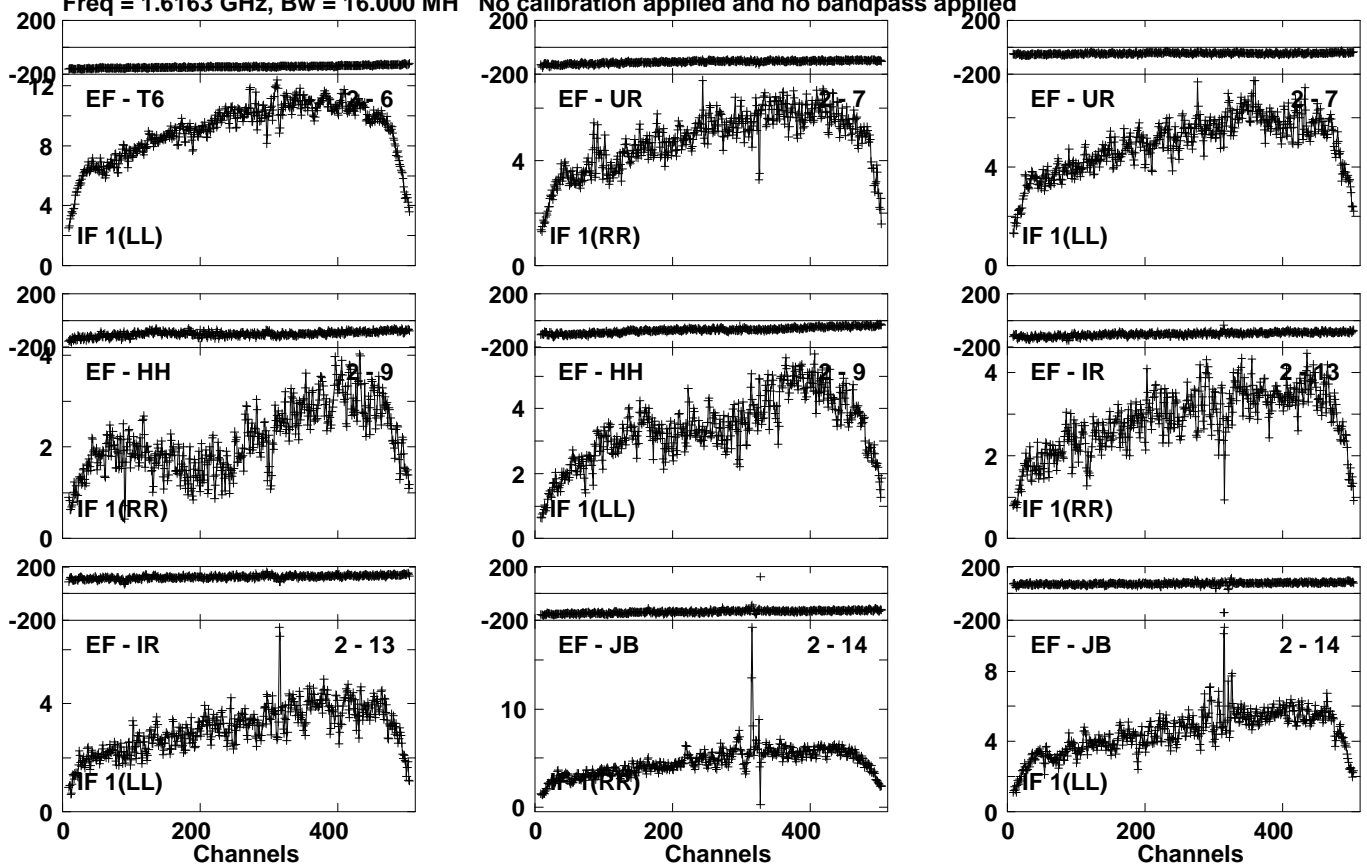 Freq = 1.6163 GHz, Bw = 16.000 MH No calibration applied and no bandpass applied
200
-200
12
8
4
0
EF - T6
2 - 6
IF 1(LL)
200
-200
4
0
EF - UR
2 - 7
IF 1(RR)
200
-200
4
0
EF - UR
2 - 7
IF 1(LL)
200
-200
4
2
0
EF - HH
2 - 9
IF 1(RR)
200
-200
4
2
0
EF - HH
2 - 9
IF 1(LL)
200
-200
4
2
0
EF - IR
2 - 13
IF 1(RR)
200
-200
4
0
EF - IR
2 - 13
IF 1(LL)
0 200 400
Channels
200
-200
10
0
EF - JB
2 - 14
IF 1(RR)
0 200 400
Channels
200
-200
8
4
0
EF - JB
2 - 14
IF 1(LL)
0 200 400
Channels